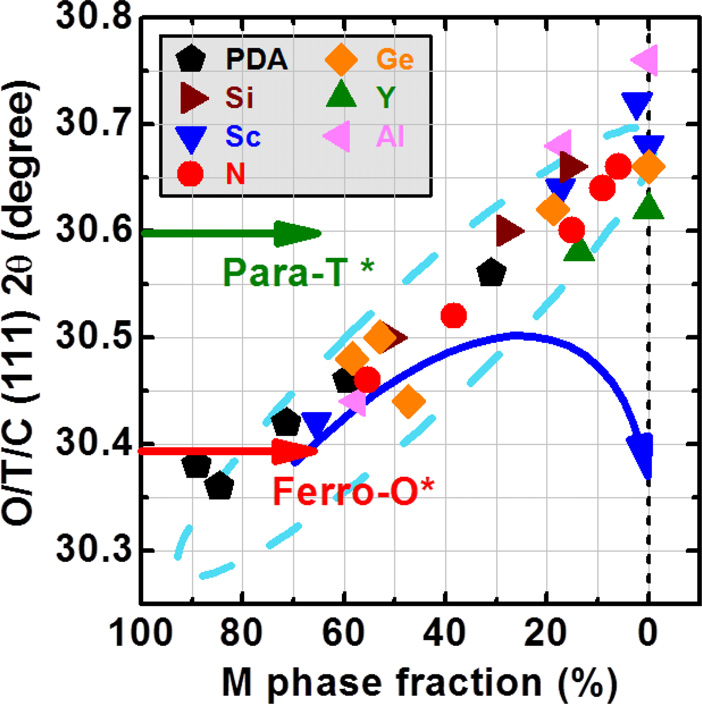 30.8
30.7
30.6
30.5
30.4
30.3
O/T/C (111) 2θ (degree)
PDA
Si
Sc
N
Ge
Y
Al
Para-T *
Ferro-O*
100 80 60 40 20 0
M phase fraction (%)